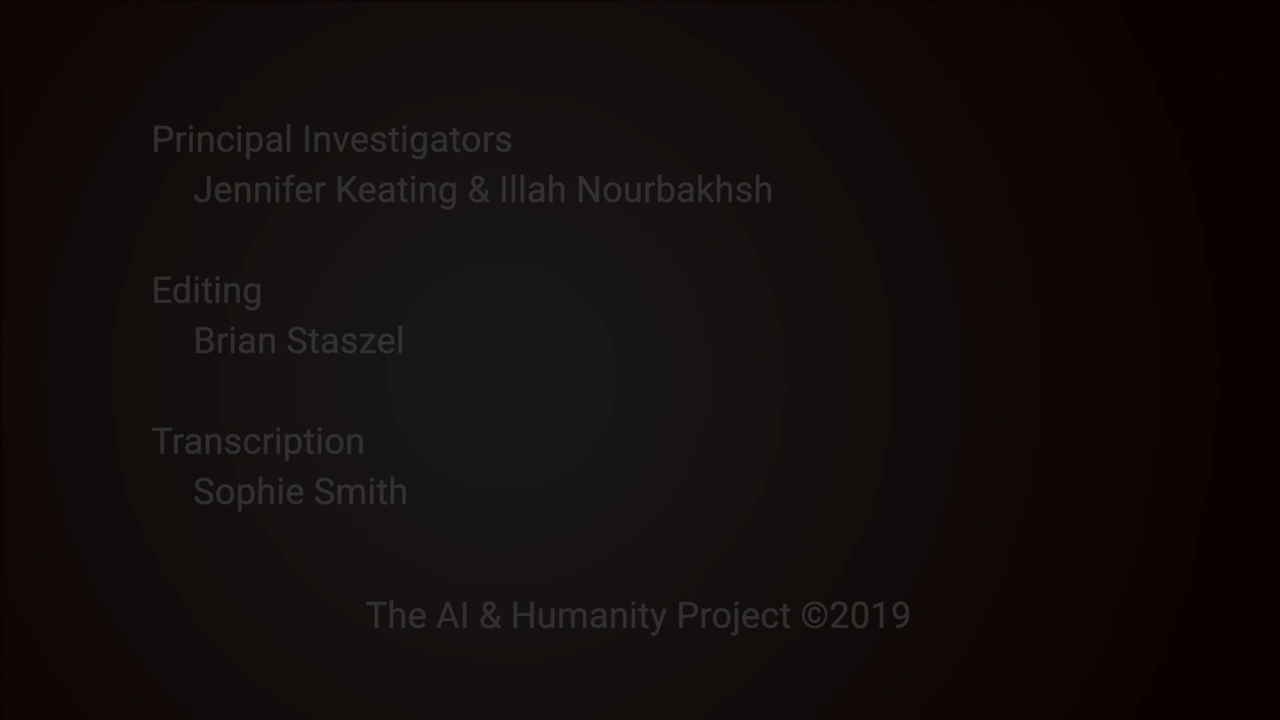 Principal Investigators
Jennifer Keating & Illah Nourbakhsh
Editing
Brian Staszel
Transcription
Sophie Smith
The AI & Humanity Project ©2019